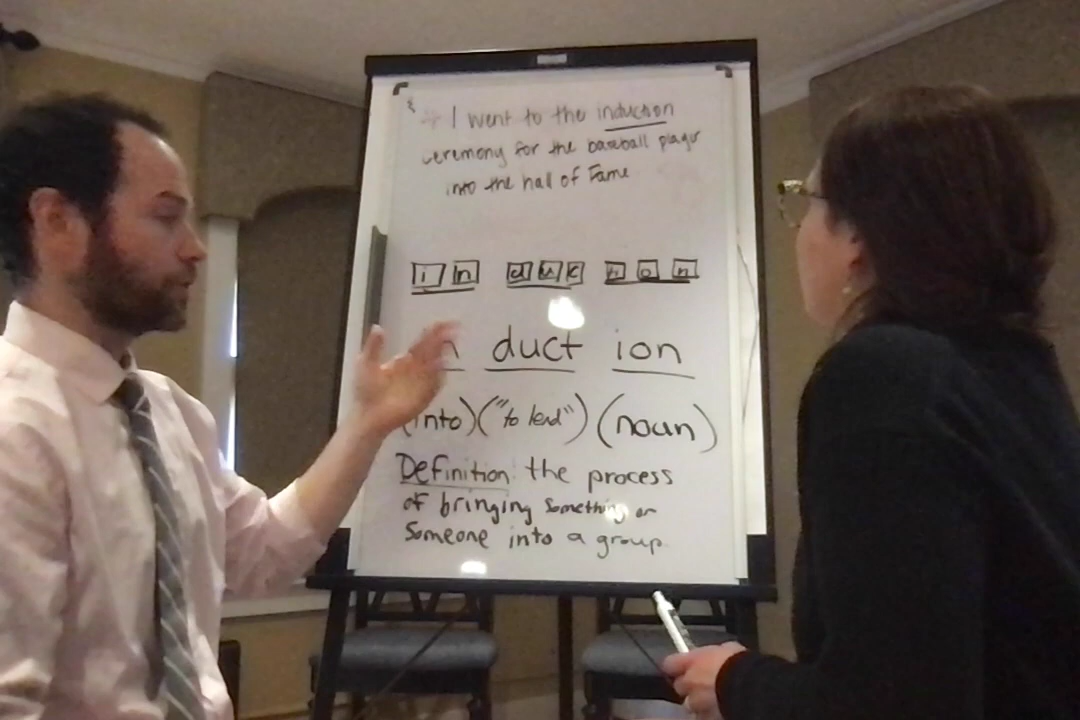 I went to the induction
ceremony for the baseball player
into the hall of Fame
i n d u c ti o n
n duct ion
(into) ("to lead") (noun)
Definition: the process
of bringing something or
someone into a group.